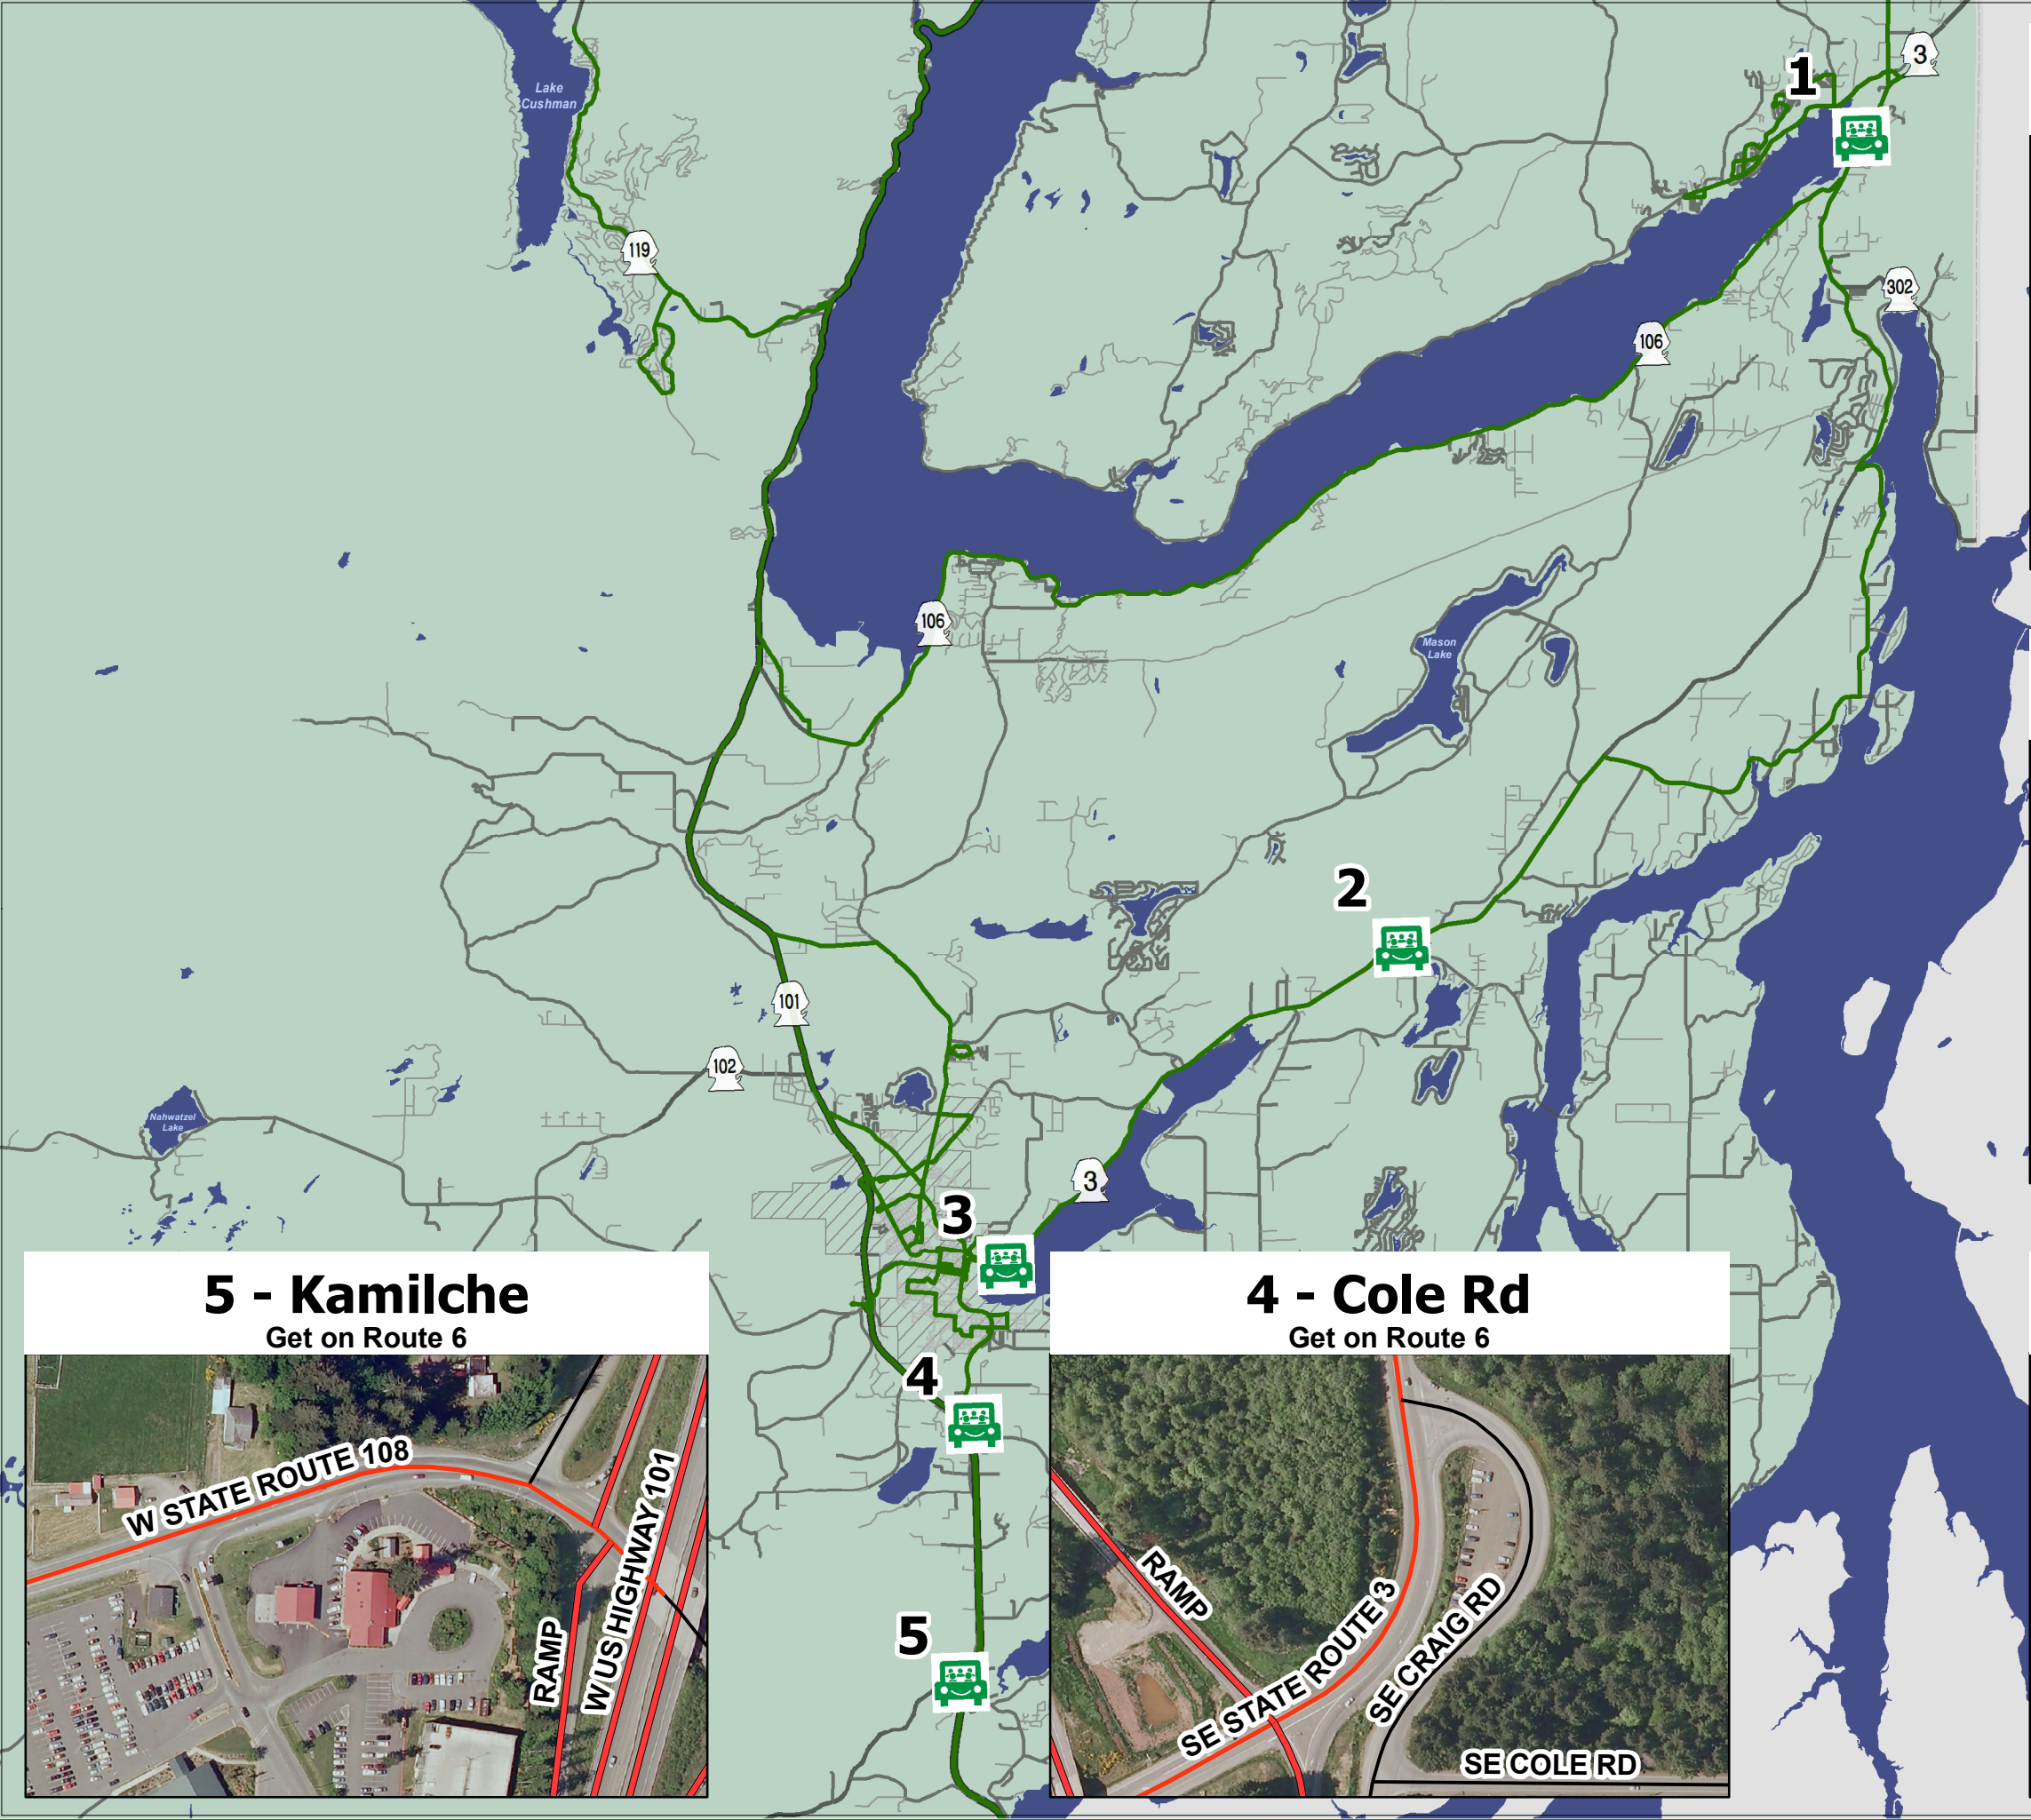 Lake
Cushman
1
3
119
302
106
106
Mason
Lake
2
101
102
Nahwatzel
Lake
3
3
4
5
5 - Kamilche
Get on Route 6
W STATE ROUTE 108
RAMP
W US HIGHWAY 101
4 - Cole Rd
Get on Route 6
RAMP
SE STATE ROUTE 3
SE CRAIG RD
SE COLE RD